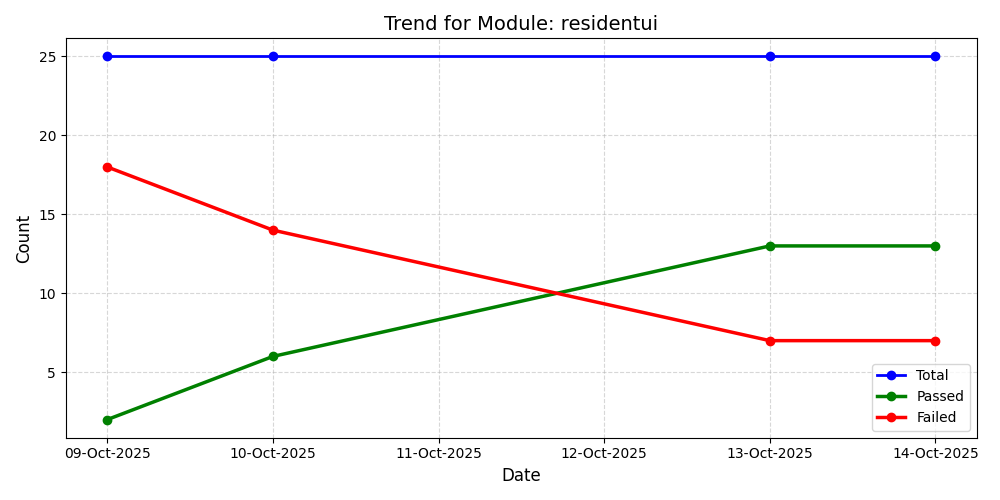 Trend for Module: residentui
Count
25
20
15
10
5
09-Oct-2025
10-Oct-2025
11-Oct-2025
12-Oct-2025
13-Oct-2025
14-Oct-2025
Date
Total
Passed
Failed